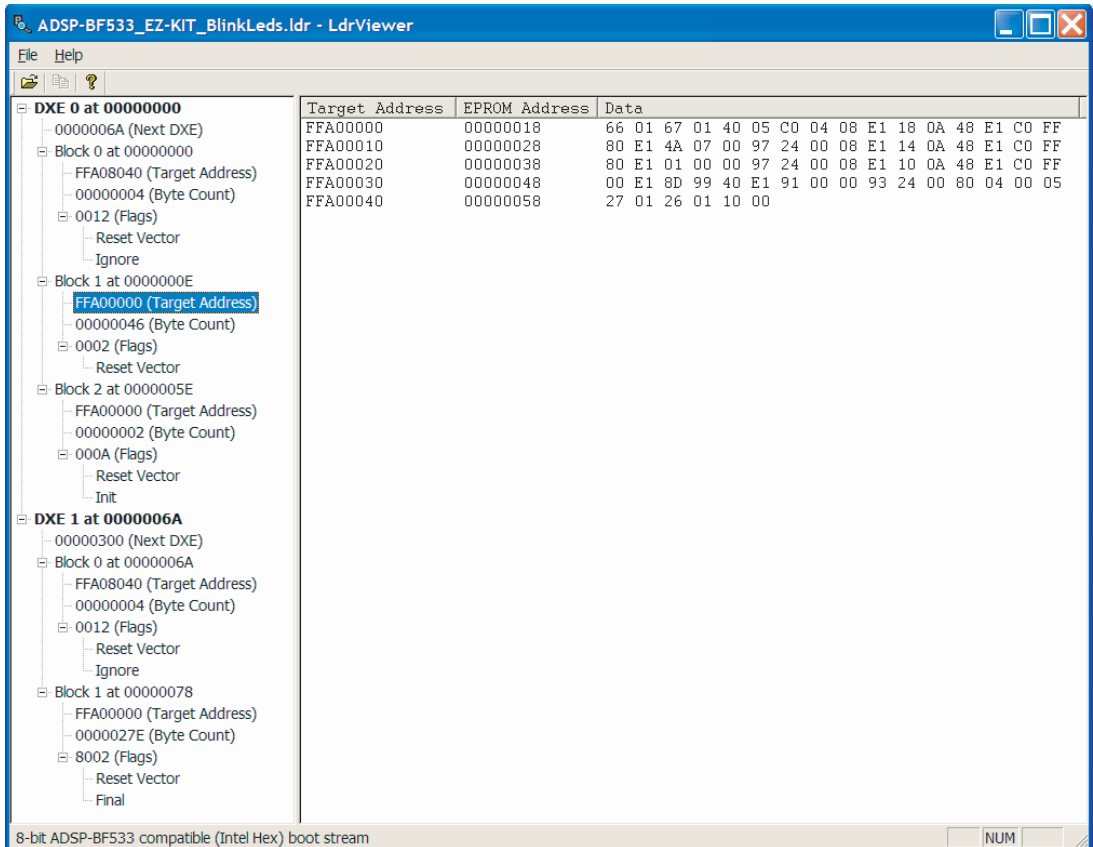 ADSP-BF533_EZ-KIT_BlinkLeds.ldr - LdrViewer
File Help
DXE 0 at 00000000
0000006A (Next DXE)
Block 0 at 00000000
FFA08040 (Target Address)
00000004 (Byte Count)
0012 (Flags)
Reset Vector
Ignore
Block 1 at 0000000E
FFA00000 (Target Address)
00000046 (Byte Count)
0002 (Flags)
Reset Vector
Block 2 at 0000005E
FFA00000 (Target Address)
00000002 (Byte Count)
000A (Flags)
Reset Vector
Init
DXE 1 at 0000006A
00000300 (Next DXE)
Block 0 at 0000006A
FFA08040 (Target Address)
00000004 (Byte Count)
0012 (Flags)
Reset Vector
Ignore
Block 1 at 00000078
FFA00000 (Target Address)
0000027E (Byte Count)
8002 (Flags)
Reset Vector
Final
Target Address EPROM Address Data
FFA00000 00000018 66 01 67 01 40 05 C0 04 08 E1 18 0A 48 E1 C0 FF
FFA00010 00000028 80 E1 4A 07 00 97 24 00 08 E1 14 0A 48 E1 C0 FF
FFA00020 00000038 80 E1 01 00 00 97 24 00 08 E1 10 0A 48 E1 C0 FF
FFA00030 00000048 00 E1 8D 99 40 E1 91 00 00 93 24 00 80 04 00 05
FFA00040 00000058 27 01 26 01 10 00
8-bit ADSP-BF533 compatible (Intel Hex) boot stream
NUM